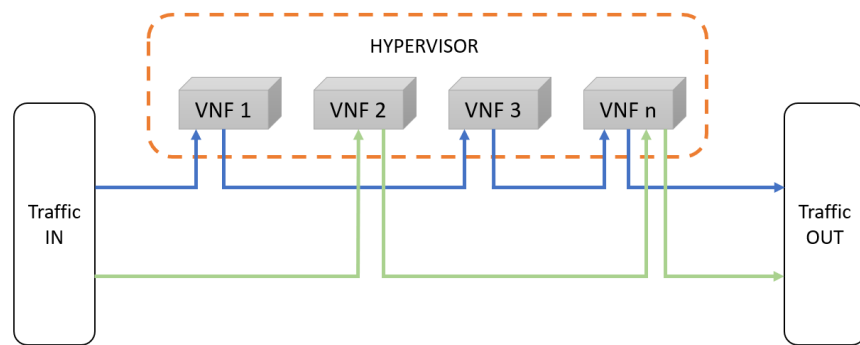 HYPERVISOR
VNF 1
VNF 2
VNF 3
VNF n
Traffic
IN
Traffic
OUT